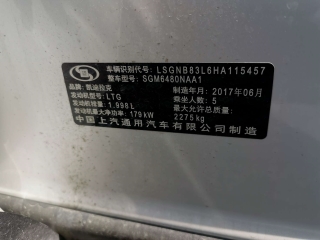 车辆识别代号: LSGNB83L6HA115457
整车型号: SGM6480NAA1
品牌: 凯迪拉克 制造年月: 2017年06月
发动机型号: LTG 乘坐人数: 5
发动机排量: 1.998L 最大允许总质量:
发动机最大净功率: 179kW 2275kg
中国上汽通用汽车有限公司制造